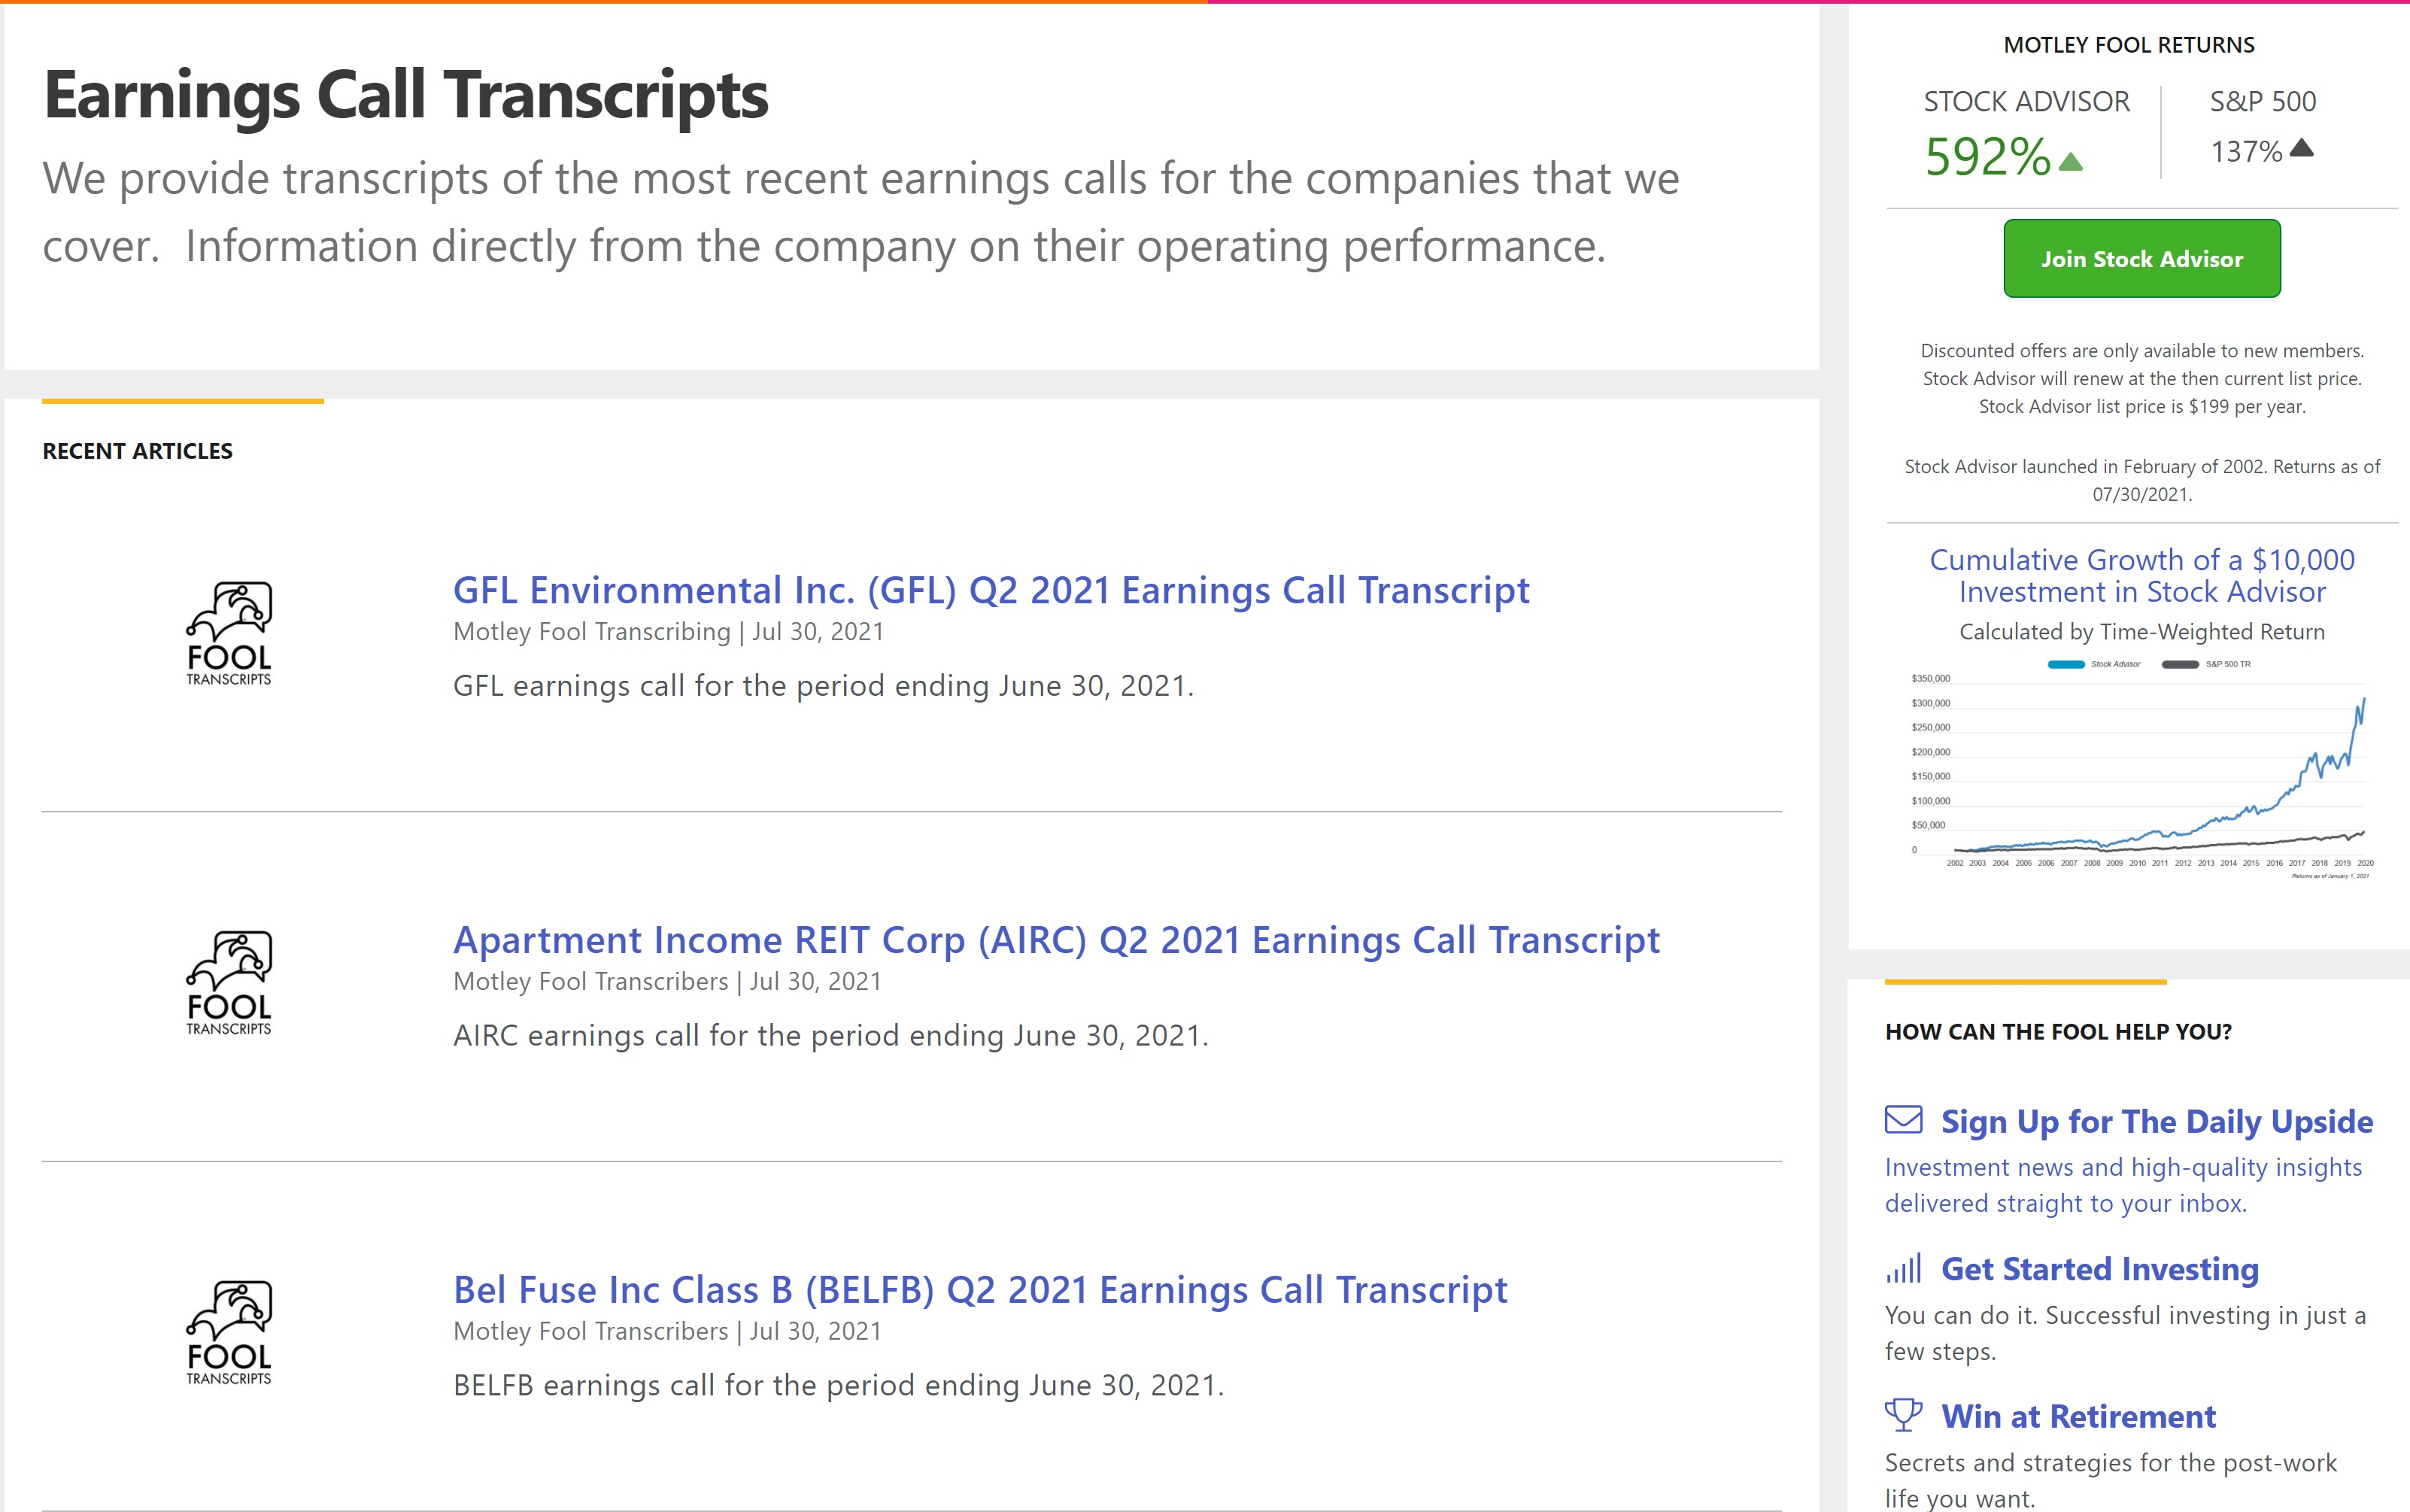 Earnings Call Transcripts
We provide transcripts of the most recent earnings calls for the companies that we
cover.  Information directly from the company on their operating performance.
RECENT ARTICLES
FOOL
TRANSCRIPTS
GFL Environmental Inc. (GFL) Q2 2021 Earnings Call Transcript
Motley Fool Transcribing | Jul 30, 2021
GFL earnings call for the period ending June 30, 2021.
FOOL
TRANSCRIPTS
Apartment Income REIT Corp (AIRC) Q2 2021 Earnings Call Transcript
Motley Fool Transcribers | Jul 30, 2021
AIRC earnings call for the period ending June 30, 2021.
FOOL
TRANSCRIPTS
Bel Fuse Inc Class B (BELFB) Q2 2021 Earnings Call Transcript
Motley Fool Transcribers | Jul 30, 2021
BELFB earnings call for the period ending June 30, 2021.
MOTLEY FOOL RETURNS
STOCK ADVISOR
592%
S&P 500
137%
Join Stock Advisor
Discounted offers are only available to new members.
Stock Advisor will renew at the then current list price.
Stock Advisor list price is $199 per year.
Stock Advisor launched in February of 2002. Returns as of
07/30/2021.
Cumulative Growth of a $10,000
Investment in Stock Advisor
Calculated by Time-Weighted Return
Stock Advisor S&P 500 TR
$350,000
$300,000
$250,000
$200,000
$150,000
$100,000
$50,000
0
2002 2003 2004 2005 2006 2007 2008 2009 2010 2011 2012 2013 2014 2015 2016 2017 2018 2019 2020
Returns as of January 1, 2021
HOW CAN THE FOOL HELP YOU?
Sign Up for The Daily Upside
Investment news and high-quality insights
delivered straight to your inbox.
Get Started Investing
You can do it. Successful investing in just a
few steps.
Win at Retirement
Secrets and strategies for the post-work
life you want.